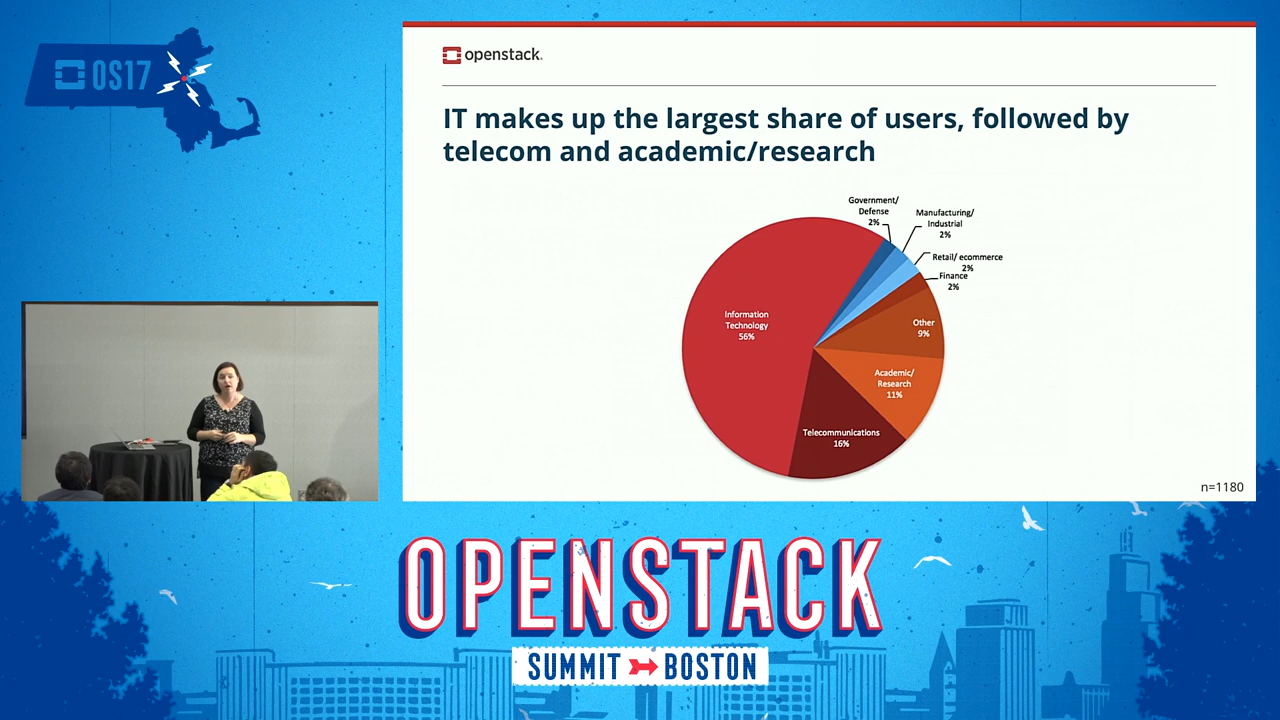 OS17
openstack.
IT makes up the largest share of users, followed by
telecom and academic/research
Government/
Defense
2%
Manufacturing/
Industrial
2%
Retail/ ecommerce
2%
Finance
2%
Information
Technology
56%
Other
9%
Academic/
Research
11%
Telecommunications
16%
n=1180
OPENSTACK
SUMMIT BOSTON